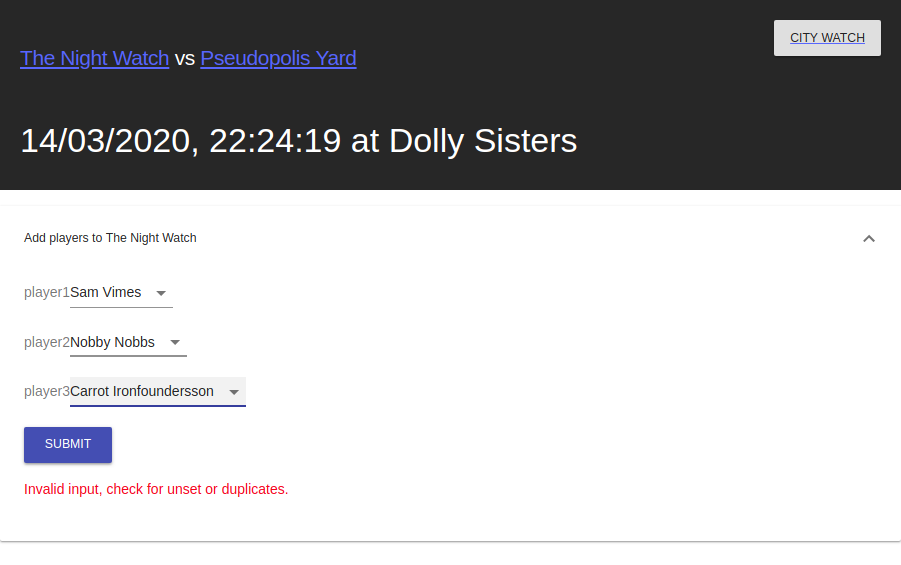 CITY WATCH
The Night Watch vs Pseudopolis Yard
14/03/2020, 22:24:19 at Dolly Sisters
Add players to The Night Watch
player1 Sam Vimes
player2 Nobby Nobbs
player3 Carrot Ironfoundersson
SUBMIT
Invalid input, check for unset or duplicates.